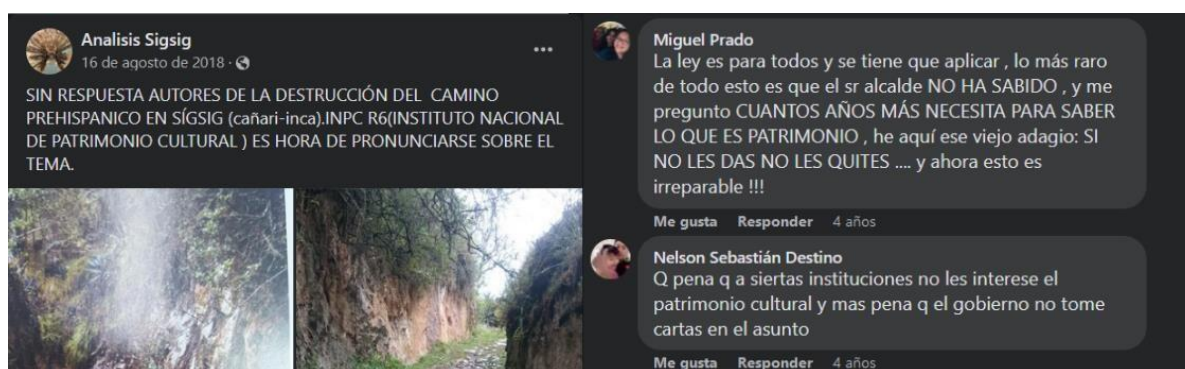 Analisis Sigsig
16 de agosto de 2018 ·
SIN RESPUESTA AUTORES DE LA DESTRUCCIÓN DEL CAMINO
PREHISPANICO EN SÍGSIG (cañari-inca).INPC R6(INSTITUTO NACIONAL
DE PATRIMONIO CULTURAL ) ES HORA DE PRONUNCIARSE SOBRE EL
TEMA.
Miguel Prado
La ley es para todos y se tiene que aplicar , lo más raro
de todo esto es que el sr alcalde NO HA SABIDO , y me
pregunto CUANTOS AÑOS MÁS NECESITA PARA SABER
LO QUE ES PATRIMONIO , he aquí ese viejo adagio: SI
NO LES DAS NO LES QUITES .... y ahora esto es
irreparable !!!
Me gusta Responder 4 años
Nelson Sebastián Destino
Q pena q a siertas instituciones no les interese el
patrimonio cultural y mas pena q el gobierno no tome
cartas en el asunto
Me gusta Responder 4 años